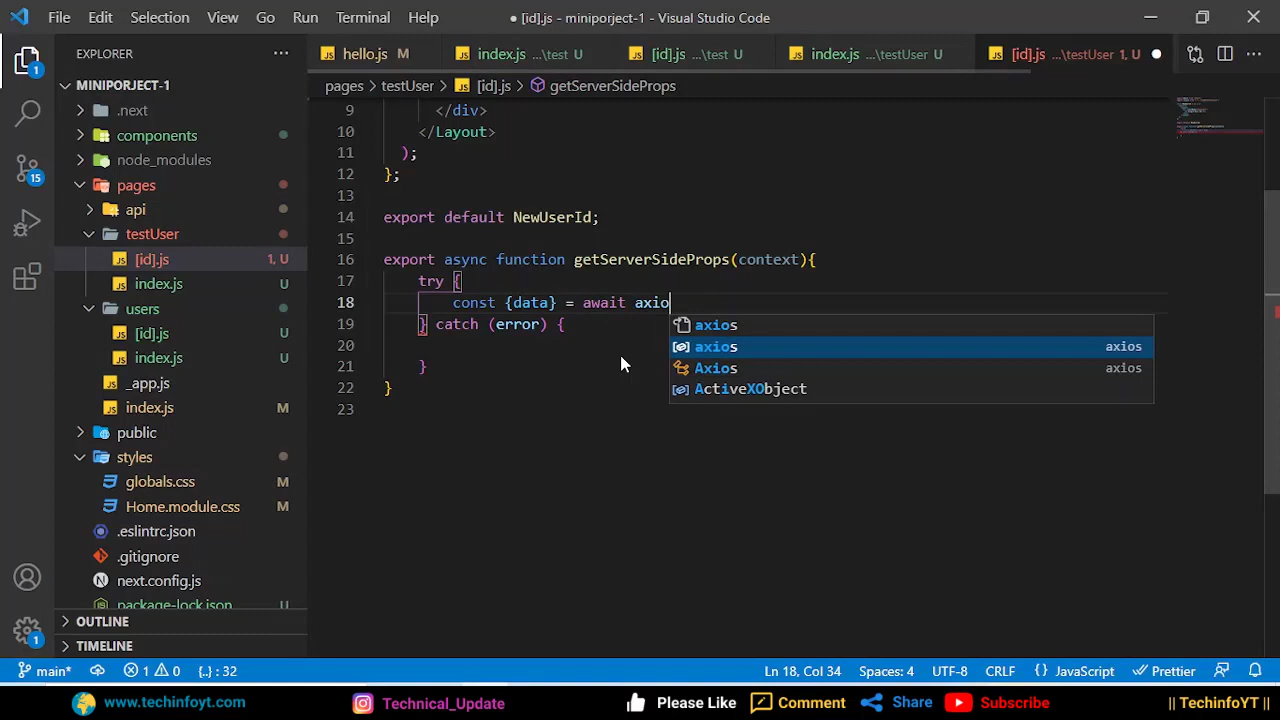 File Edit Selection View Go Run Terminal Help
● [id].js - miniporject-1 - Visual Studio Code
EXPLORER ···
hello.js M
index.js ...\test
[id].js ...\test
index.js ...\testUser
[id].js ...\testUser 1, U ●
MINIPORJECT-1
pages > testUser > [id].js > getServerSideProps
.next
components
node_modules
pages
api
testUser
[id].js 1, U
index.js U
users
[id].js U
index.js U
_app.js
index.js M
public
styles
globals.css M
Home.module.css M
.eslintrc.json
.gitignore
next.config.js
package-lock.json U
OUTLINE
TIMELINE
1
15
1
9 </div>
10 </Layout>
11 );
12 };
13
14 export default NewUserId;
15
16 export async function getServerSideProps(context){
17 try {
18 const {data} = await axio
19 } catch (error) {
20
21 }
22 }
23
axios
axios axios
Axios axios
ActiveXObject
main* 1 0 {..} : 32
Ln 18, Col 34 Spaces: 4 UTF-8 CRLF {} JavaScript Prettier
www.techinfoyt.com Technical_Update Please Like Comment Share Subscribe || TechinfoYT ||